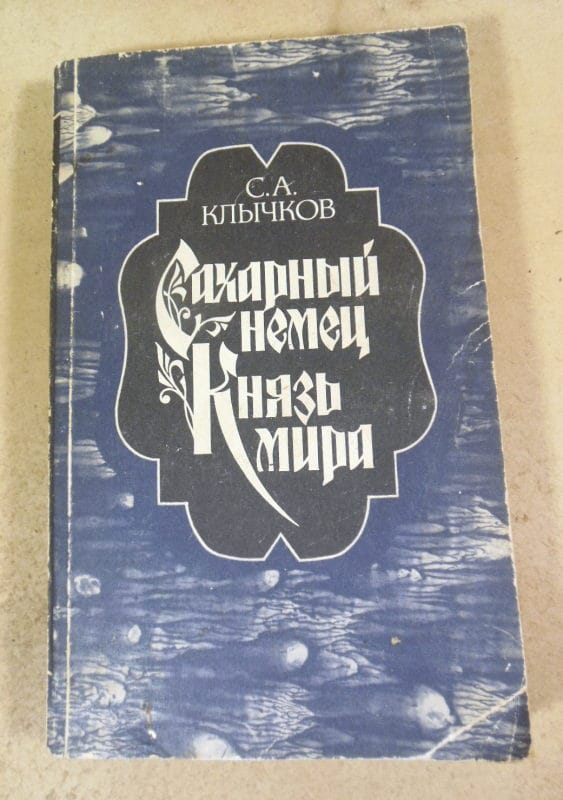 С.А.
КЛЫЧКОВ
Сахарный
немец
Князь
мира